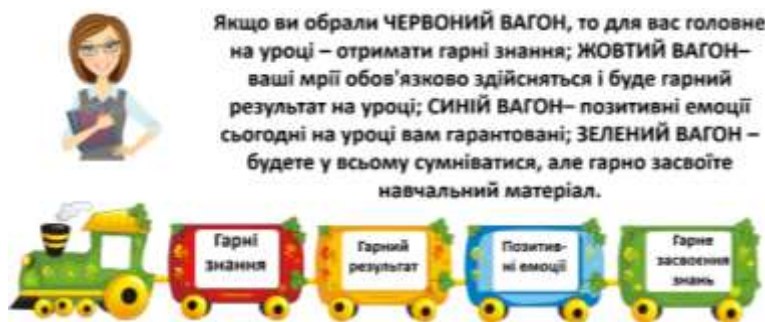 Якщо ви обрали ЧЕРВОНИЙ ВАГОН, то для вас головне
на уроці – отримати гарні знання; ЖОВТИЙ ВАГОН–
ваші мрії обов'язково здійсняться і буде гарний
результат на уроці; СИНІЙ ВАГОН– позитивні емоції
сьогодні на уроці вам гарантовані; ЗЕЛЕНИЙ ВАГОН –
будете у всьому сумніватися, але гарно засвоїте
навчальний матеріал.
Гарні
знання
Гарний
результат
Позитив-
ні емоції
Гарне
засвоєння
знань